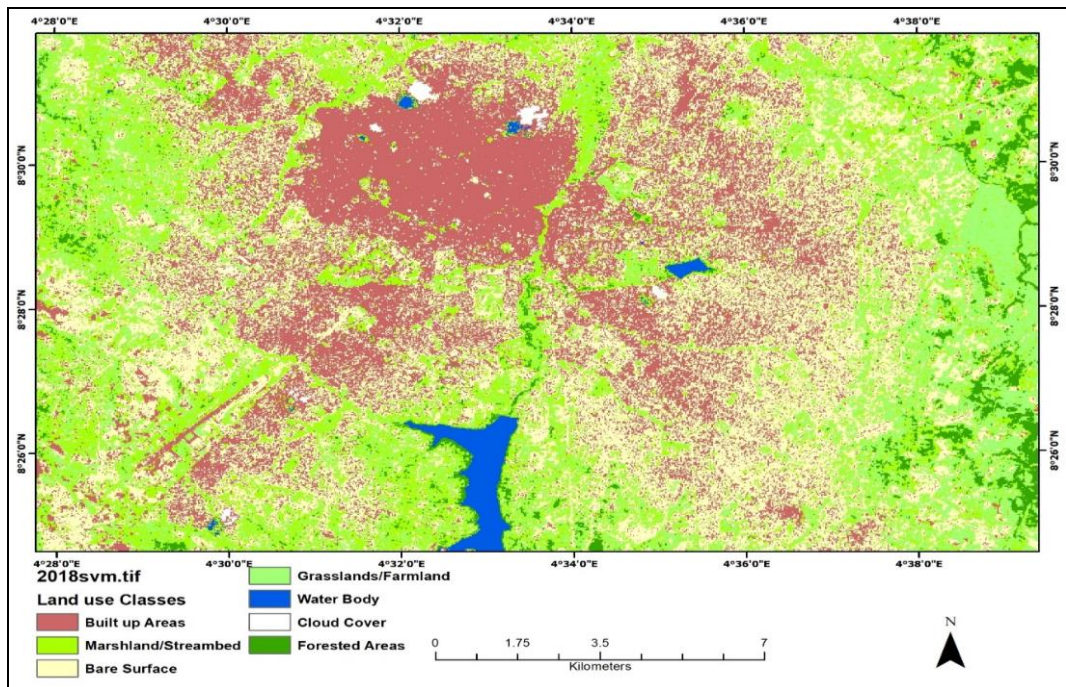 4°28'0"E 4°30'0"E 4°32'0"E 4°34'0"E 4°36'0"E 4°38'0"E
8°30'0"N 8°30'0"N
8°28'0"N 8°28'0"N
8°26'0"N 8°26'0"N
4°28'0"E 4°30'0"E 4°32'0"E 4°34'0"E 4°36'0"E 4°38'0"E
2018svm.tif
Land use Classes
Built up Areas
Marshland/Streambed
Bare Surface
Grasslands/Farmland
Water Body
Cloud Cover
Forested Areas
0 1.75 3.5 7
Kilometers
N